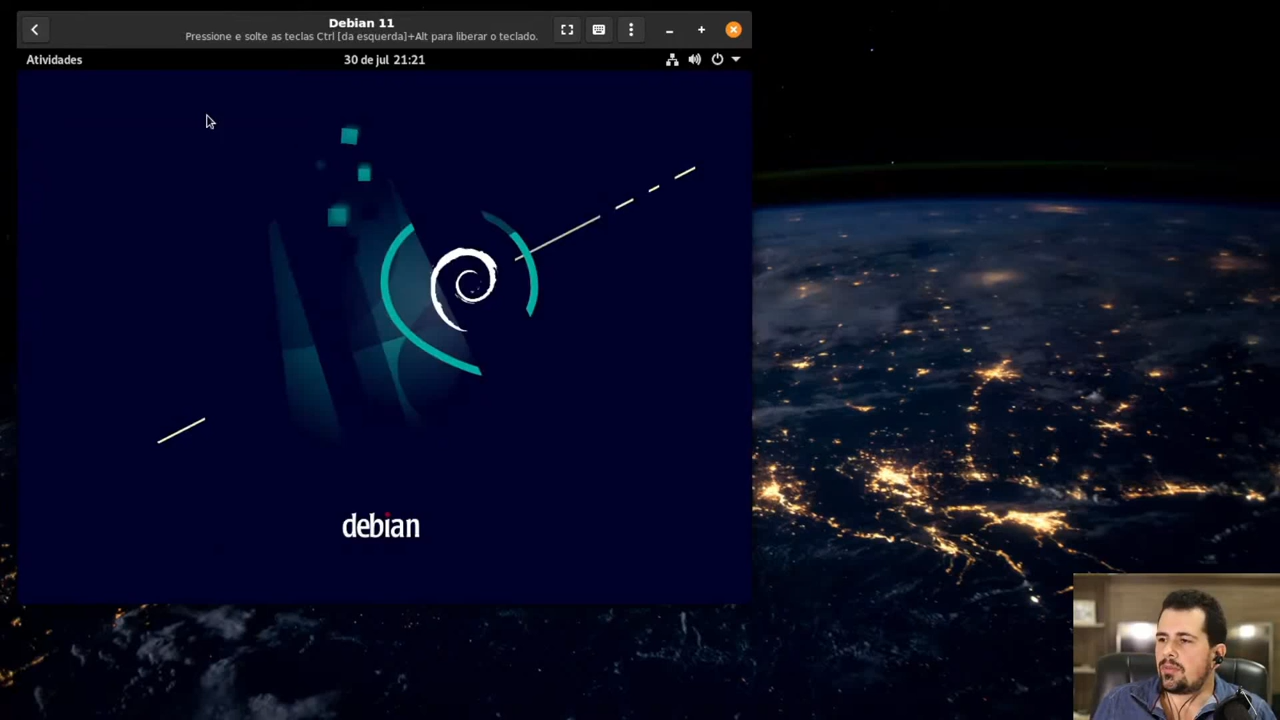 Debian 11
Pressione e solte as teclas Ctrl [da esquerda]+Alt para liberar o teclado.
Atividades
30 de jul 21:21
debian